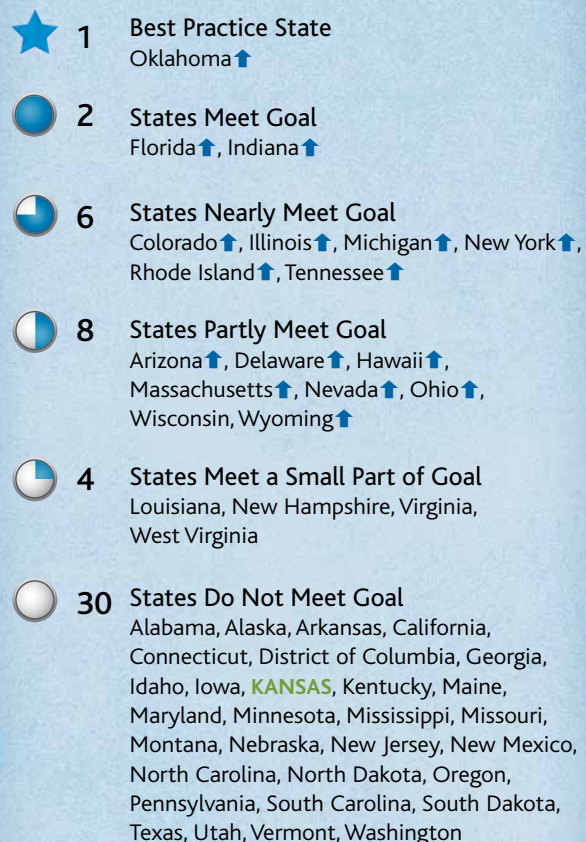 1 Best Practice State
Oklahoma⬆
2 States Meet Goal
Florida⬆, Indiana⬆
6 States Nearly Meet Goal
Colorado⬆, Illinois⬆, Michigan⬆, New York⬆,
Rhode Island⬆, Tennessee⬆
8 States Partly Meet Goal
Arizona⬆, Delaware⬆, Hawaii⬆,
Massachusetts⬆, Nevada⬆, Ohio⬆,
Wisconsin, Wyoming⬆
4 States Meet a Small Part of Goal
Louisiana, New Hampshire, Virginia,
West Virginia
30 States Do Not Meet Goal
Alabama, Alaska, Arkansas, California,
Connecticut, District of Columbia, Georgia,
Idaho, Iowa, KANSAS, Kentucky, Maine,
Maryland, Minnesota, Mississippi, Missouri,
Montana, Nebraska, New Jersey, New Mexico,
North Carolina, North Dakota, Oregon,
Pennsylvania, South Carolina, South Dakota,
Texas, Utah, Vermont, Washington